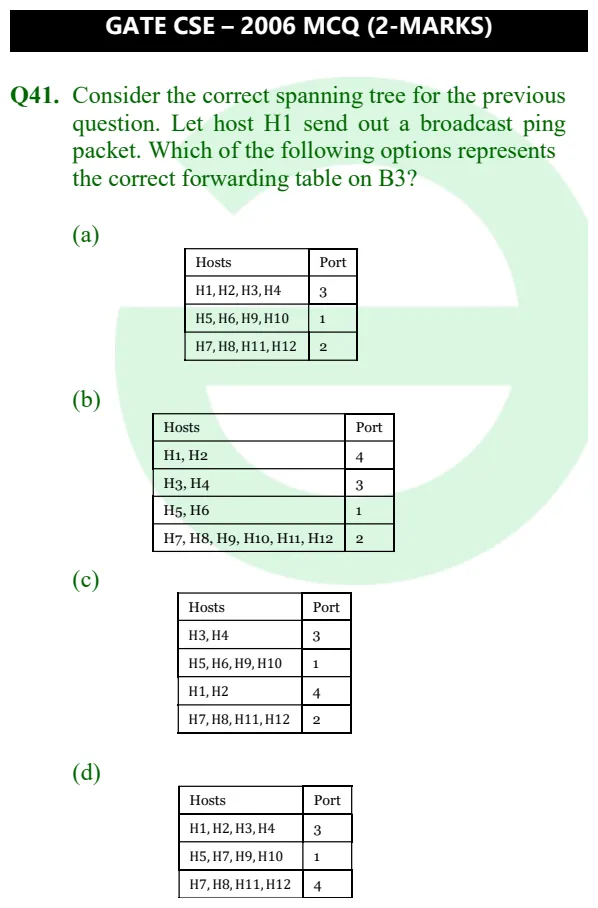 GATE CSE – 2006 MCQ (2-MARKS)
Q41. Consider the correct spanning tree for the previous
question. Let host H1 send out a broadcast ping
packet. Which of the following options represents
the correct forwarding table on B3?
(a)
Hosts Port
H1, H2, H3, H4 3
H5, H6, H9, H10 1
H7, H8, H11, H12 2
(b)
Hosts Port
H1, H2 4
H3, H4 3
H5, H6 1
H7, H8, H9, H10, H11, H12 2
(c)
Hosts Port
H3, H4 3
H5, H6, H9, H10 1
H1, H2 4
H7, H8, H11, H12 2
(d)
Hosts Port
H1, H2, H3, H4 3
H5, H7, H9, H10 1
H7, H8, H11, H12 4